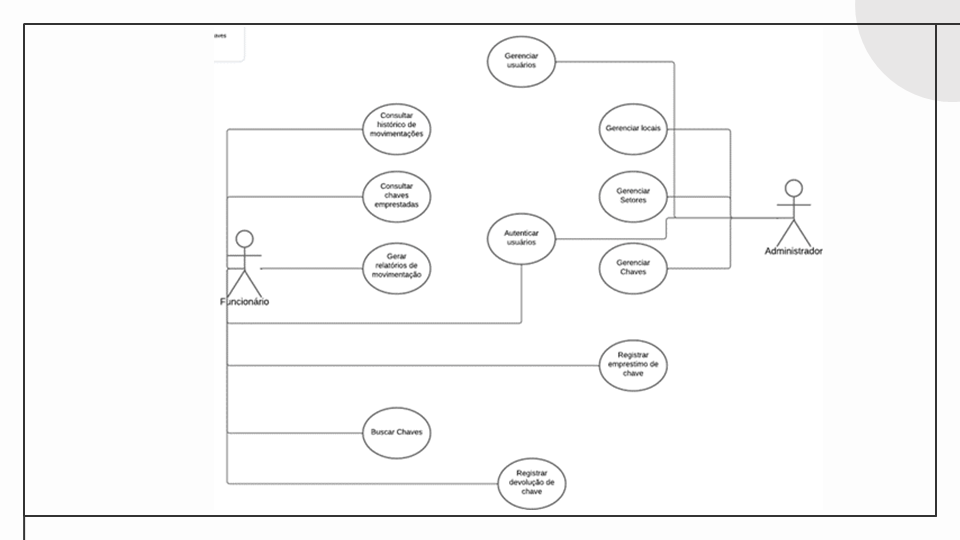 Gerenciar
usuários
Consultar
histórico de
movimentações
Gerenciar locais
Consultar
chaves
emprestadas
Gerenciar
Setores
Autenticar
usuários
Administrador
Gerar
relatórios de
movimentação
Gerenciar
Chaves
Funcionário
Registrar
emprestimo de
chave
Buscar Chaves
Registrar
devolução de
chave